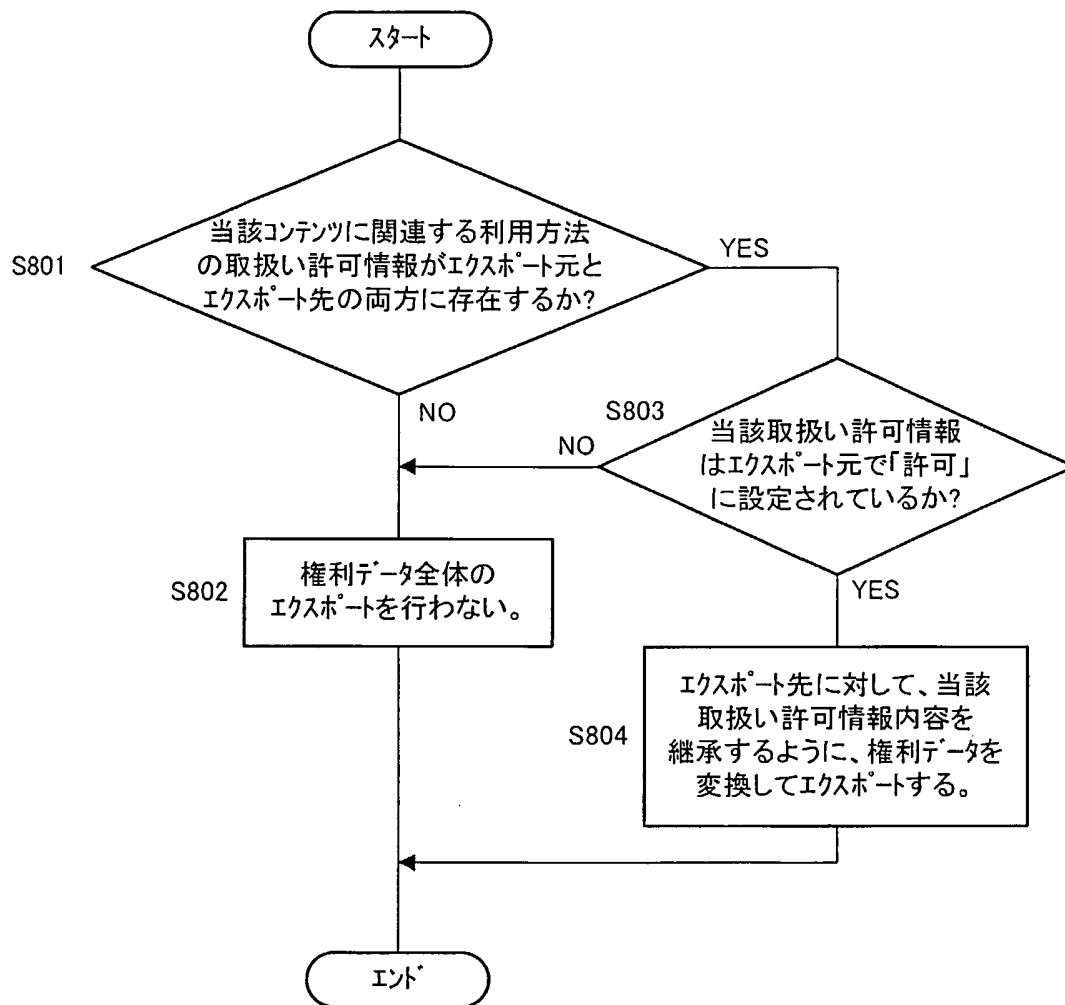 スタート
S801
当該コンテンツに関連する利用方法
の取扱い許可情報がエクスポート元と
エクスポート先の両方に存在するか?
YES
NO
S803
当該取扱い許可情報
はエクスポート元で「許可」
に設定されているか?
NO
YES
S802
権利データ全体の
エクスポートを行わない。
S804
エクスポート先に対して、当該
取扱い許可情報内容を
継承するように、権利データを
変換してエクスポートする。
エンド